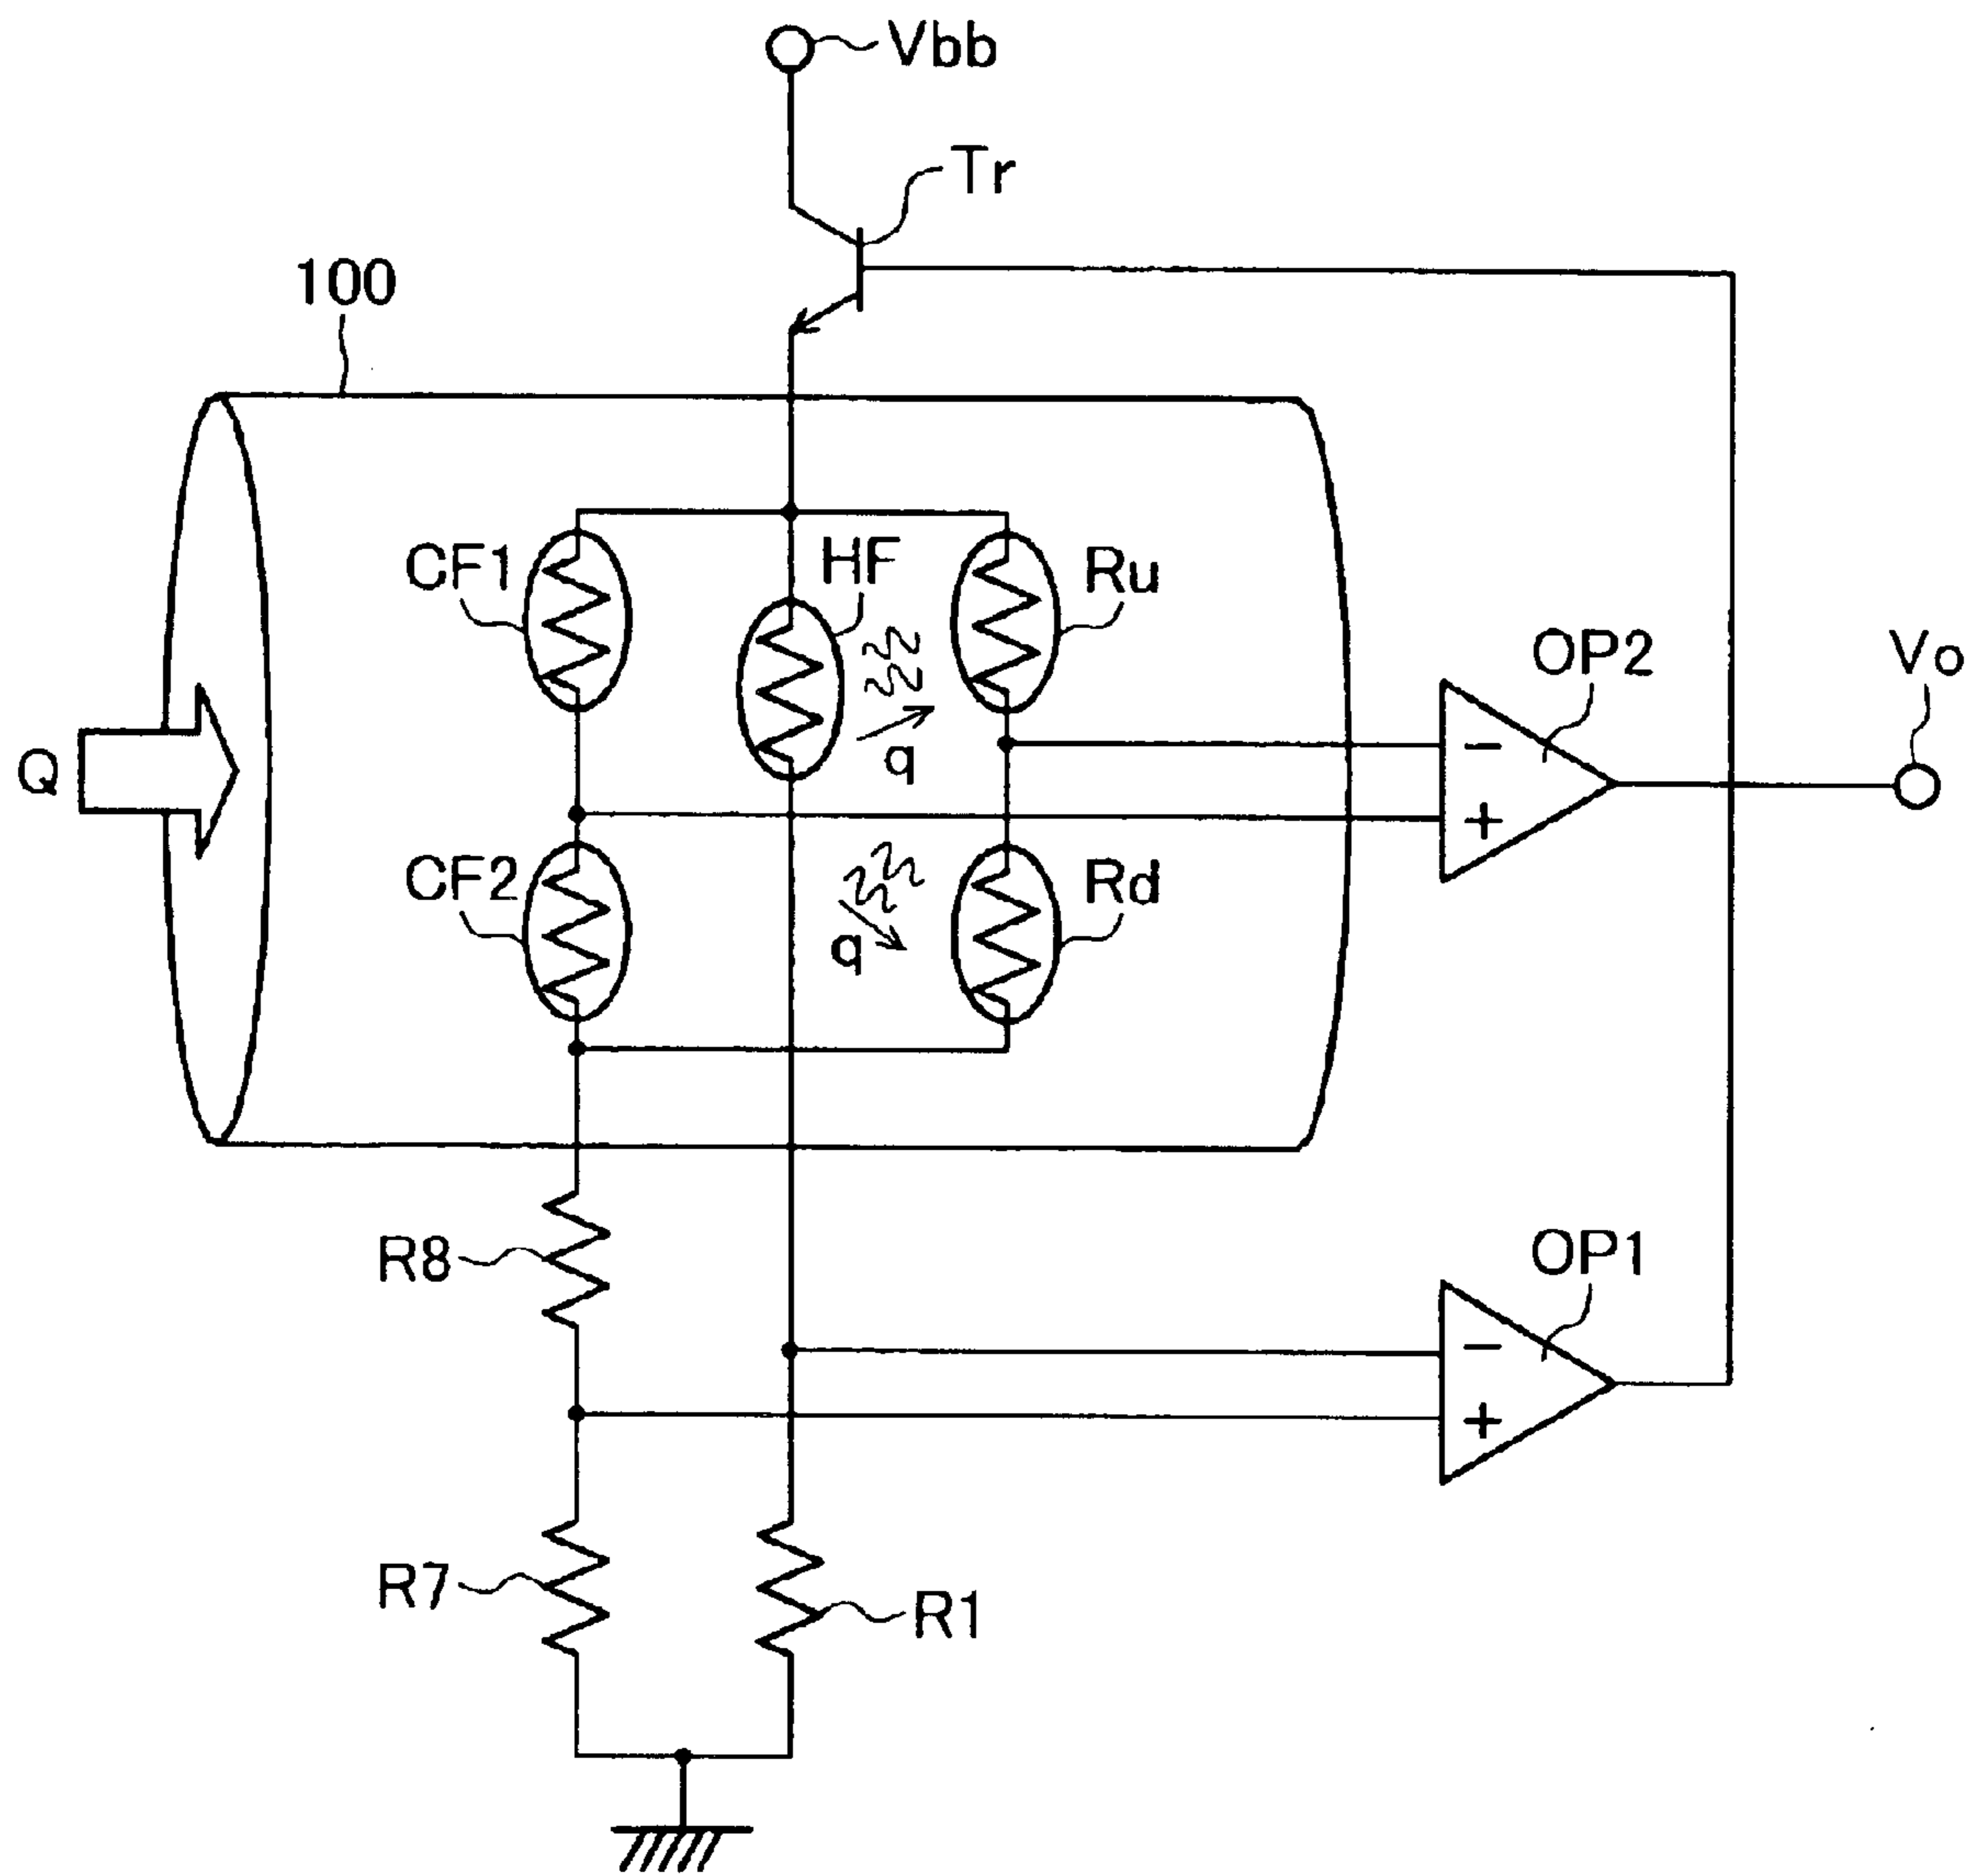 Vbb
Tr
100
CF1
HF
Ru
OP2
Vo
Q
q
−
+
CF2
q
Rd
R8
OP1
−
+
R7
R1